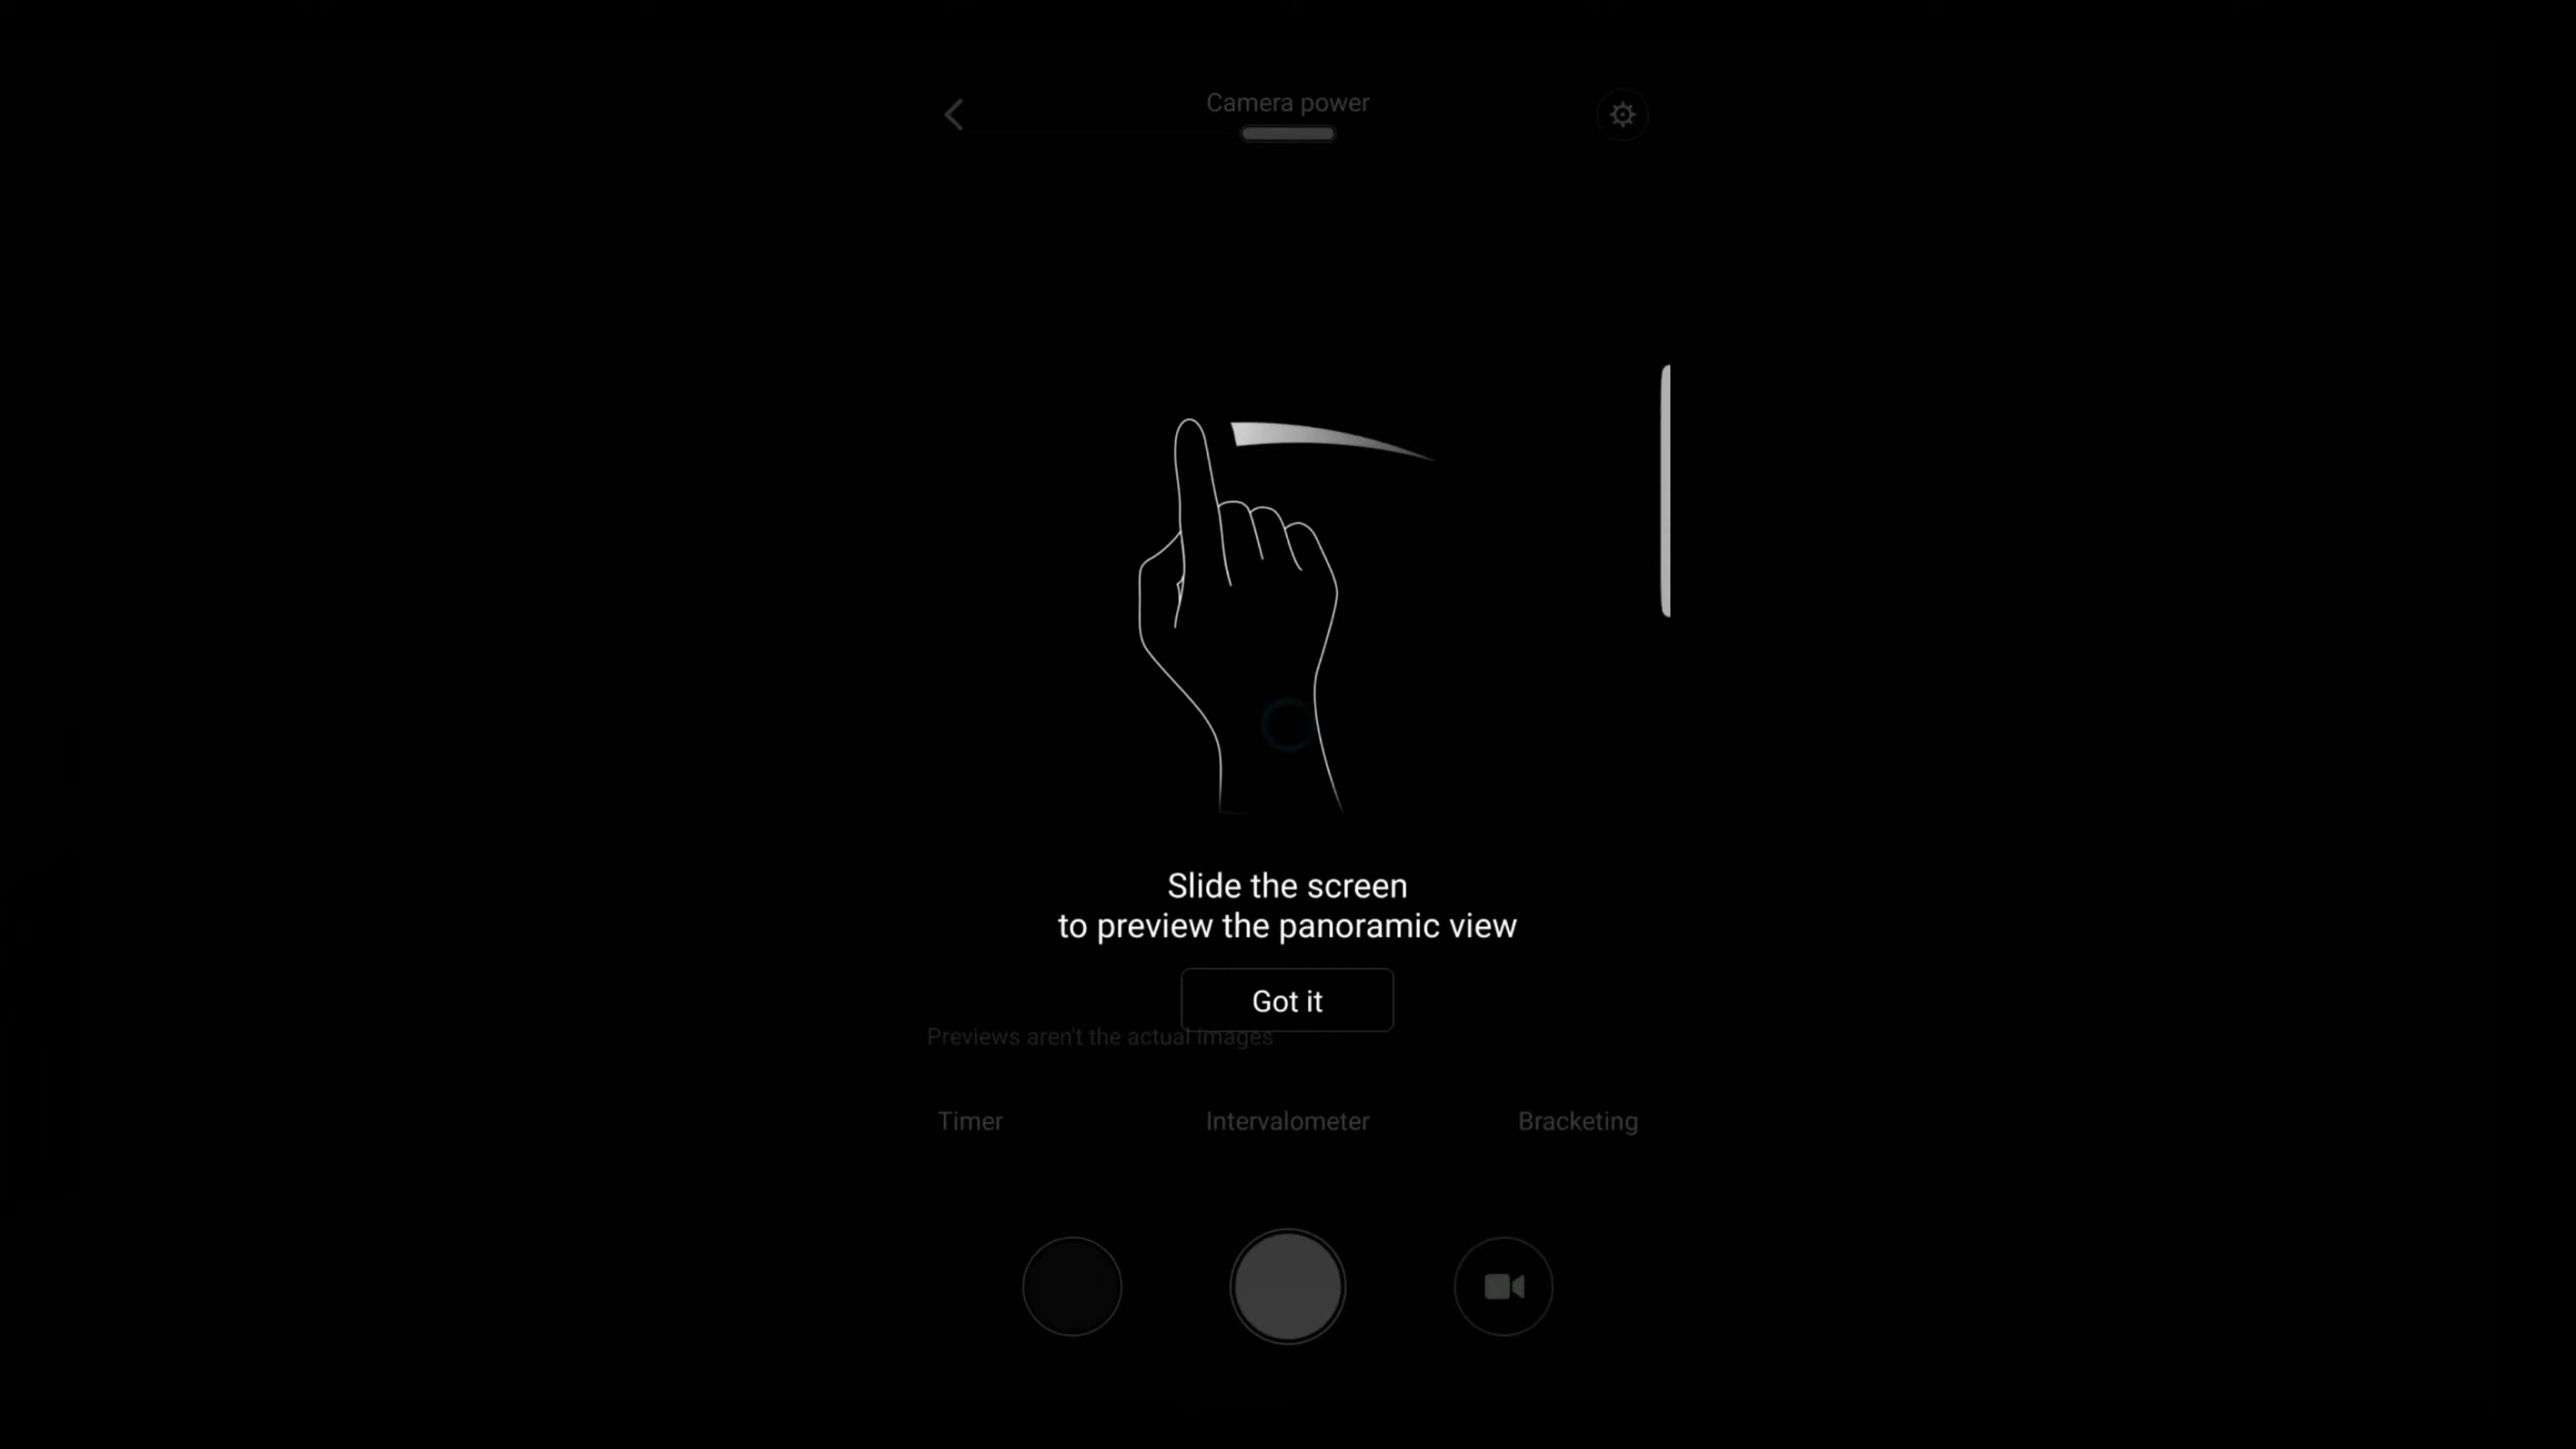 Camera power
Slide the screen
to preview the panoramic view
Got it
Previews aren't the actual images
Timer
Intervalometer
Bracketing